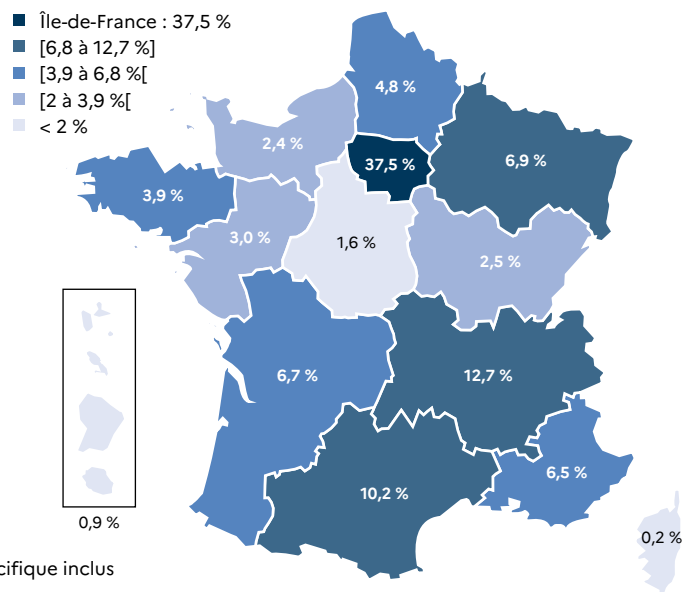 Île-de-France : 37,5 %
[6,8 à 12,7 %]
[3,9 à 6,8 %[
[2 à 3,9 %[
< 2 %
4,8 %
2,4 %
37,5 %
6,9 %
3,9 %
3,0 %
1,6 %
2,5 %
6,7 %
12,7 %
6,5 %
10,2 %
0,9 %
0,2 %
cifique inclus